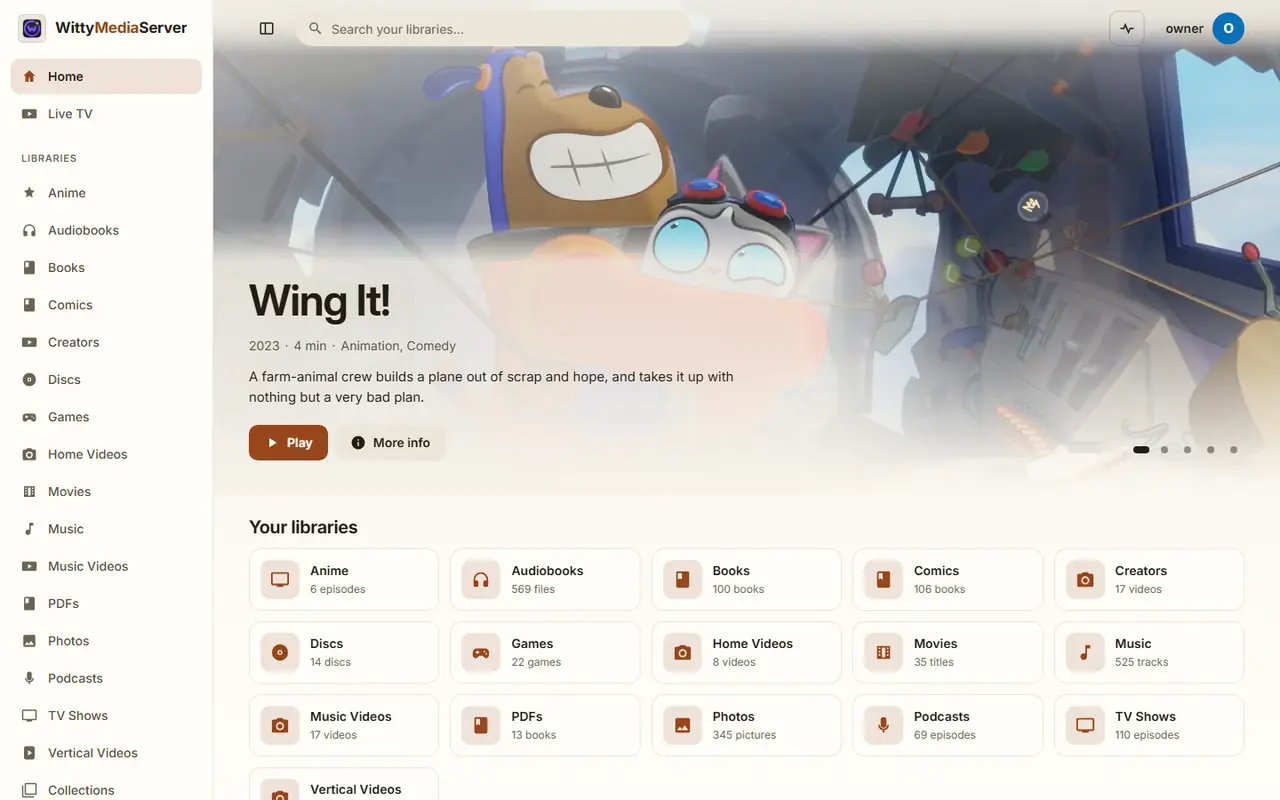 WittyMediaServer
Search your libraries...
owner
O
Home
Live TV
LIBRARIES
Anime
Audiobooks
Books
Comics
Creators
Discs
Games
Home Videos
Movies
Music
Music Videos
PDFs
Photos
Podcasts
TV Shows
Vertical Videos
Collections
Wing It!
2023 · 4 min · Animation, Comedy
A farm-animal crew builds a plane out of scrap and hope, and takes it up with
nothing but a very bad plan.
Play
More info
Your libraries
Anime
6 episodes
Audiobooks
569 files
Books
100 books
Comics
106 books
Creators
17 videos
Discs
14 discs
Games
22 games
Home Videos
8 videos
Movies
35 titles
Music
525 tracks
Music Videos
17 videos
PDFs
13 books
Photos
345 pictures
Podcasts
69 episodes
TV Shows
110 episodes
Vertical Videos